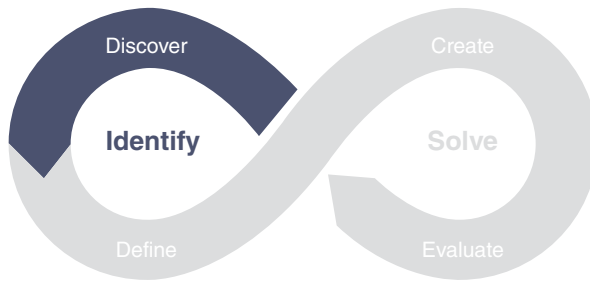 Discover
Create
Identify
Solve
Define
Evaluate